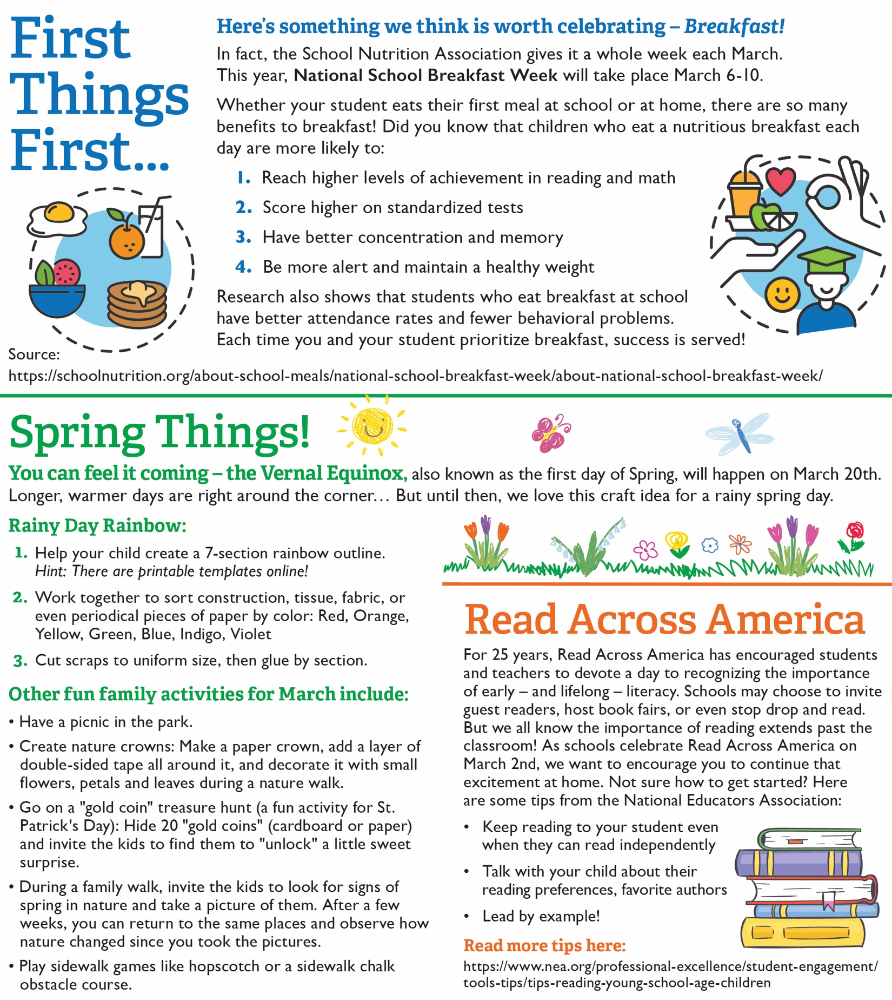 First
Things
First...
Here's something we think is worth celebrating – Breakfast!
In fact, the School Nutrition Association gives it a whole week each March.
This year, National School Breakfast Week will take place March 6-10.
Whether your student eats their first meal at school or at home, there are so many
benefits to breakfast! Did you know that children who eat a nutritious breakfast each
day are more likely to:
1. Reach higher levels of achievement in reading and math
2. Score higher on standardized tests
3. Have better concentration and memory
4. Be more alert and maintain a healthy weight
Research also shows that students who eat breakfast at school
have better attendance rates and fewer behavioral problems.
Each time you and your student prioritize breakfast, success is served!
Source:
https://schoolnutrition.org/about-school-meals/national-school-breakfast-week/about-national-school-breakfast-week/
Spring Things!
You can feel it coming – the Vernal Equinox, also known as the first day of Spring, will happen on March 20th.
Longer, warmer days are right around the corner… But until then, we love this craft idea for a rainy spring day.
Rainy Day Rainbow:
1. Help your child create a 7-section rainbow outline.
Hint: There are printable templates online!
2. Work together to sort construction, tissue, fabric, or
even periodical pieces of paper by color: Red, Orange,
Yellow, Green, Blue, Indigo, Violet
3. Cut scraps to uniform size, then glue by section.
Other fun family activities for March include:
• Have a picnic in the park.
• Create nature crowns: Make a paper crown, add a layer of
double-sided tape all around it, and decorate it with small
flowers, petals and leaves during a nature walk.
• Go on a "gold coin" treasure hunt (a fun activity for St.
Patrick's Day): Hide 20 "gold coins" (cardboard or paper)
and invite the kids to find them to "unlock" a little sweet
surprise.
• During a family walk, invite the kids to look for signs of
spring in nature and take a picture of them. After a few
weeks, you can return to the same places and observe how
nature changed since you took the pictures.
• Play sidewalk games like hopscotch or a sidewalk chalk
obstacle course.
Read Across America
For 25 years, Read Across America has encouraged students
and teachers to devote a day to recognizing the importance
of early – and lifelong – literacy. Schools may choose to invite
guest readers, host book fairs, or even stop drop and read.
But we all know the importance of reading extends past the
classroom! As schools celebrate Read Across America on
March 2nd, we want to encourage you to continue that
excitement at home. Not sure how to get started? Here
are some tips from the National Educators Association:
• Keep reading to your student even
when they can read independently
• Talk with your child about their
reading preferences, favorite authors
• Lead by example!
Read more tips here:
https://www.nea.org/professional-excellence/student-engagement/
tools-tips/tips-reading-young-school-age-children